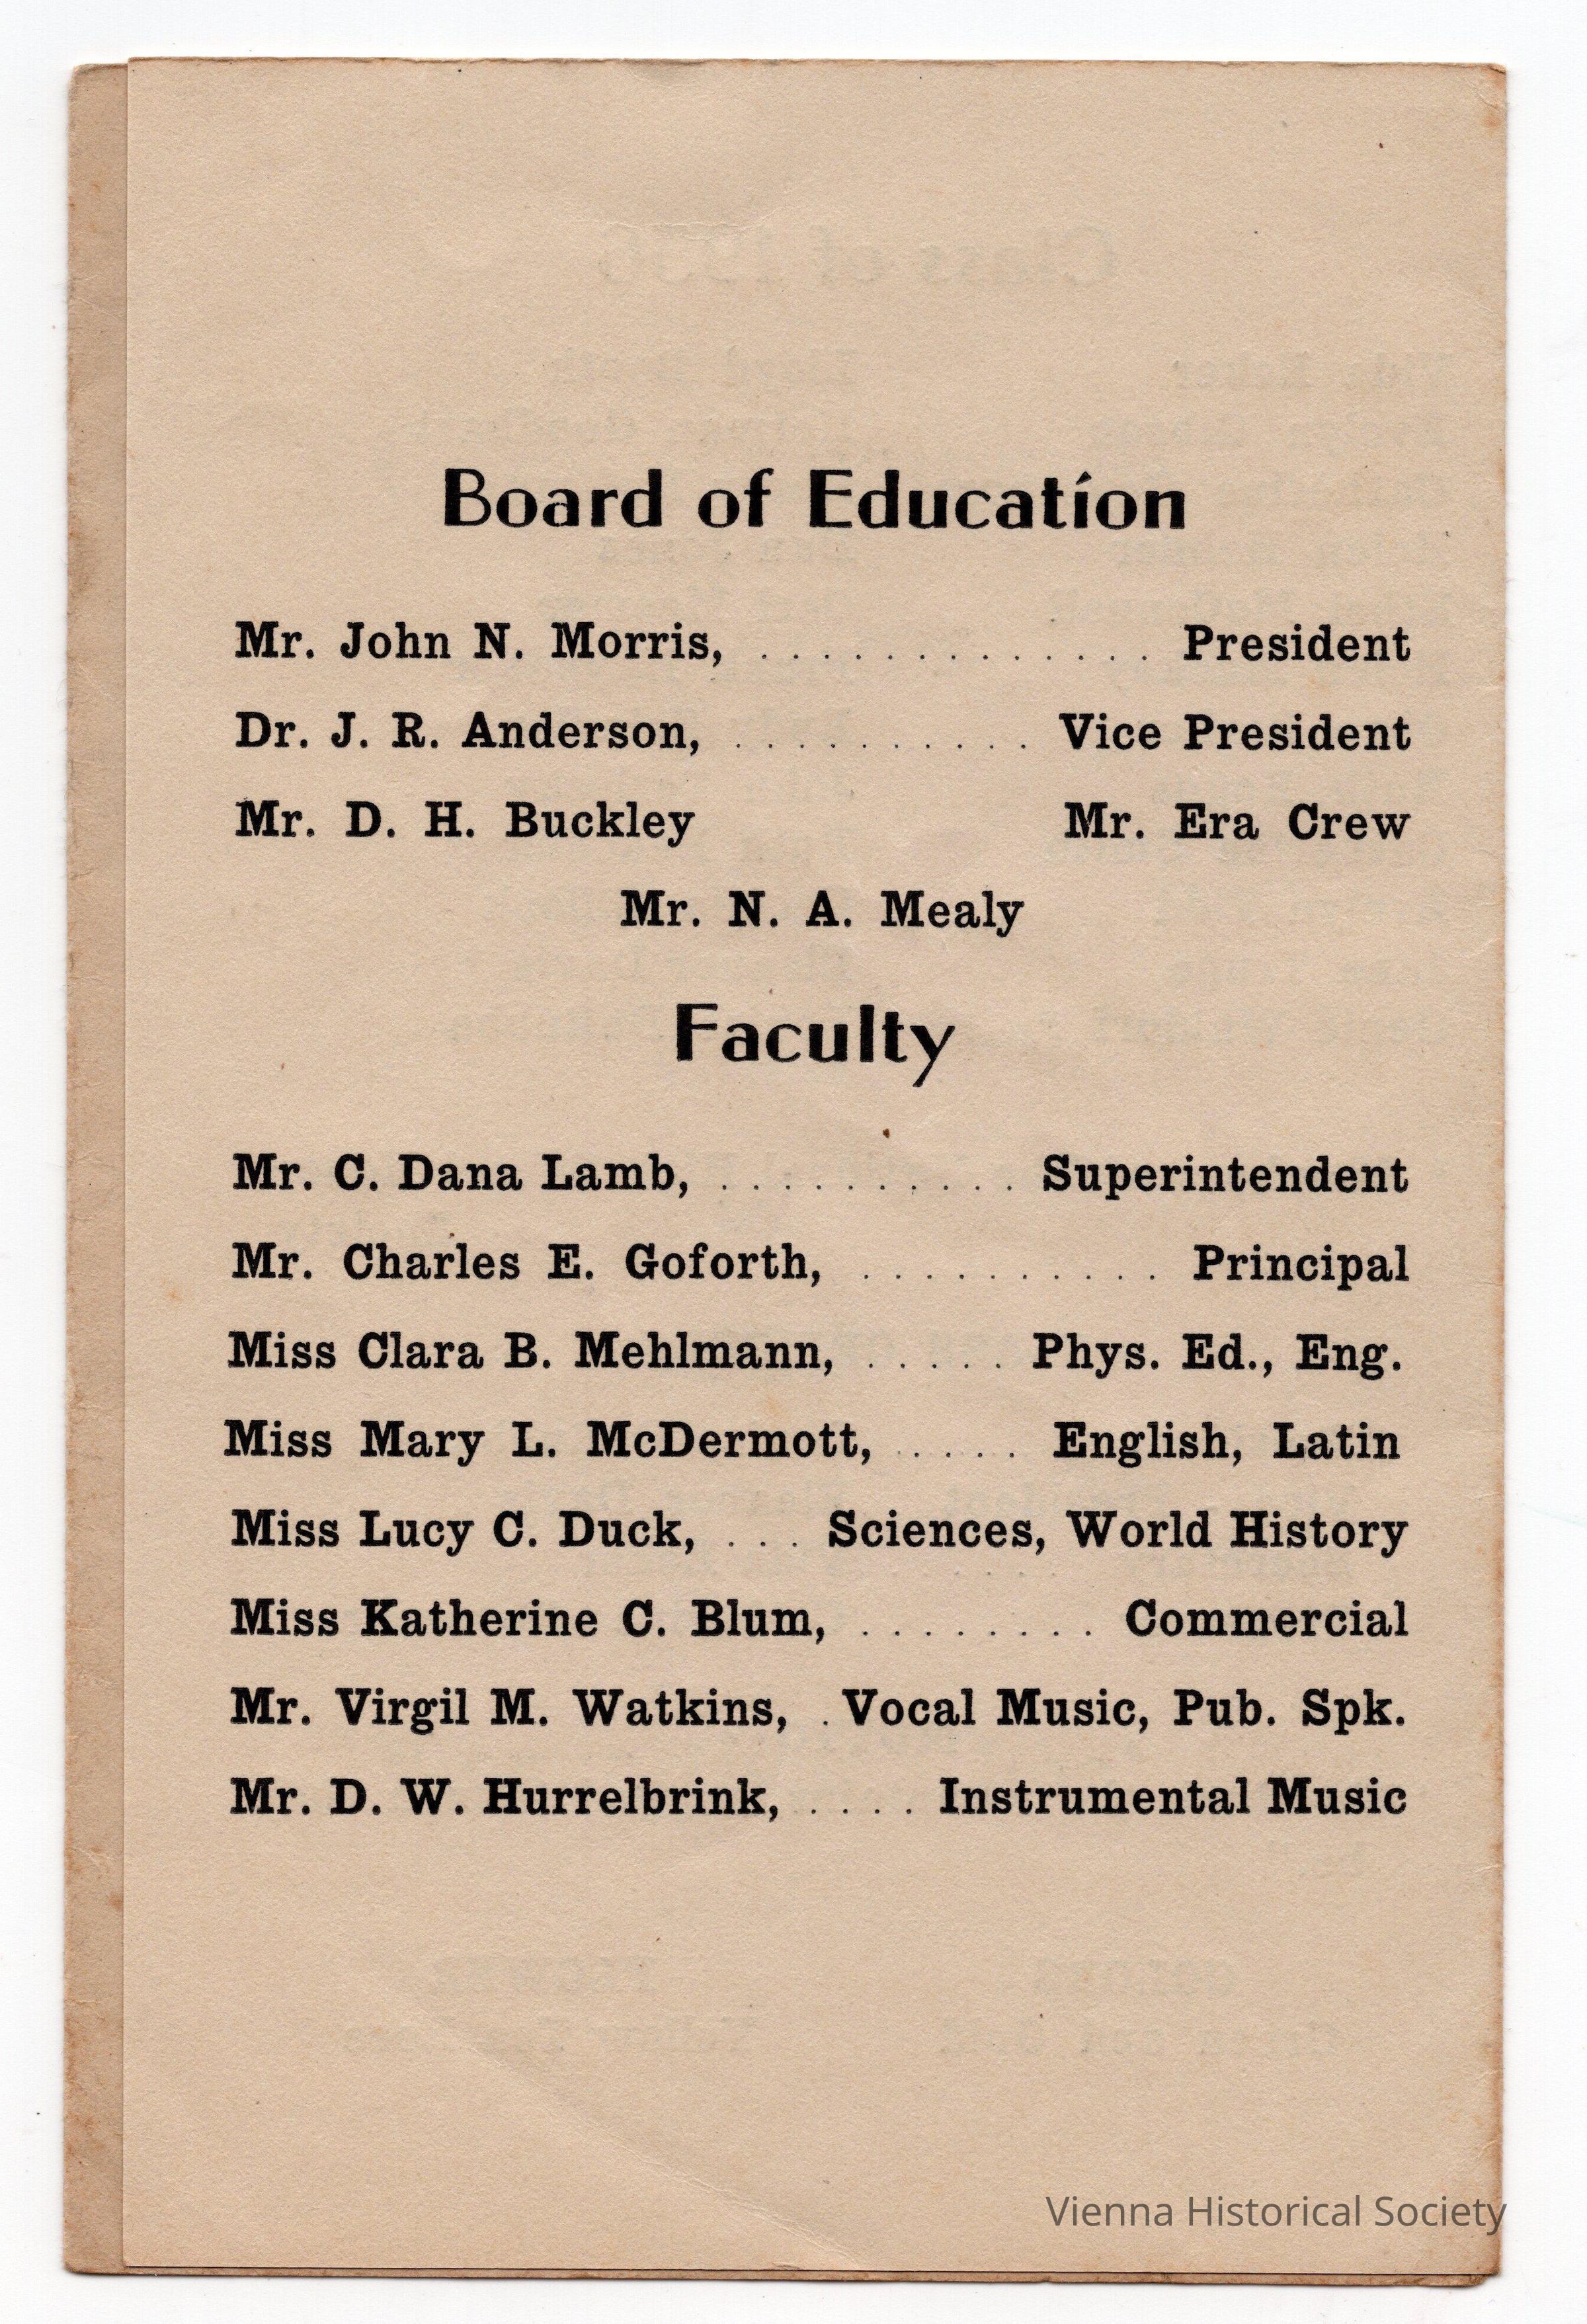 Board of Education
Mr. John N. Morris, . . . . . . . . . . . . . President
Dr. J. R. Anderson, . . . . . . . . . . Vice President
Mr. D. H. Buckley Mr. Era Crew
Mr. N. A. Mealy
Faculty
Mr. C. Dana Lamb, . . . . . . . . . . Superintendent
Mr. Charles E. Goforth, . . . . . . . . . . Principal
Miss Clara B. Mehlmann, . . . . . Phys. Ed., Eng.
Miss Mary L. McDermott, . . . . English, Latin
Miss Lucy C. Duck, . . . Sciences, World History
Miss Katherine C. Blum, . . . . . . . . Commercial
Mr. Virgil M. Watkins, . Vocal Music, Pub. Spk.
Mr. D. W. Hurrelbrink, . . . . Instrumental Music
Vienna Historical Society